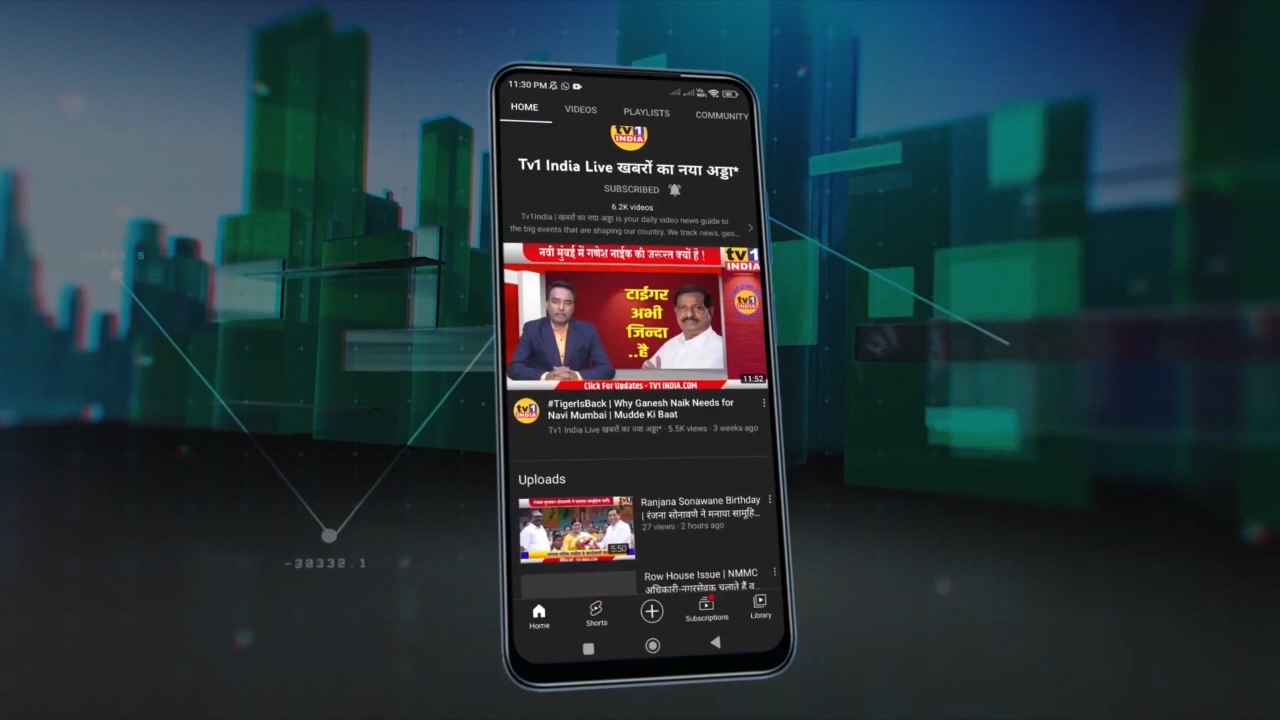 11:30 PM
HOME VIDEOS PLAYLISTS COMMUNITY
tv1
INDIA
Tv1 India Live खबरों का नया अड्डा*
SUBSCRIBED
6.2K videos
Tv1India | खबरों का नया अड्डा is your daily video news guide to
the big events that are shaping our country. We track news, geo...
नवी मुंबई में गणेश नाईक की जरूरत क्यों हैं !
tv1
INDIA
टाईगर
अभी
जिन्दा
..है
tv1
INDIA
Click For Updates - TV1 INDIA.COM
11:52
tv1
INDIA
#TigerIsBack | Why Ganesh Naik Needs for
Navi Mumbai | Mudde Ki Baat
Tv1 India Live खबरों का नया अड्डा* · 5.5K views · 3 weeks ago
Uploads
5:50
Ranjana Sonawane Birthday
| रंजना सोनावणे ने मनाया सामूहि...
27 views · 2 hours ago
Row House Issue | NMMC
अधिकारी-नगरसेवक चलाते हैं व...
Home Shorts Subscriptions Library
-30332.1